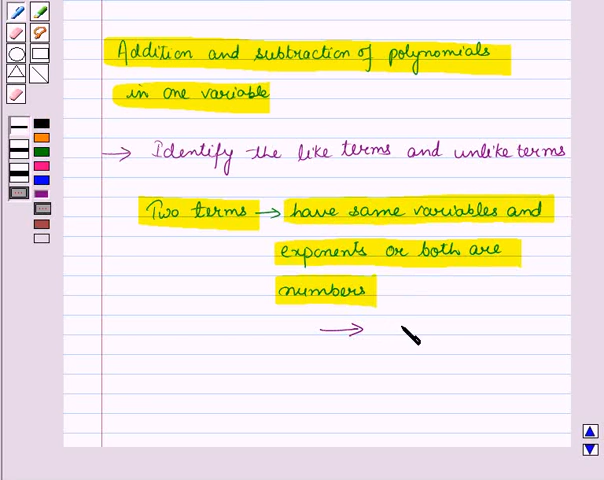 Addition and subtraction of polynomials
in one variable
→ Identify the like terms and unlike terms
Two terms → have same variables and
exponents or both are
numbers
→